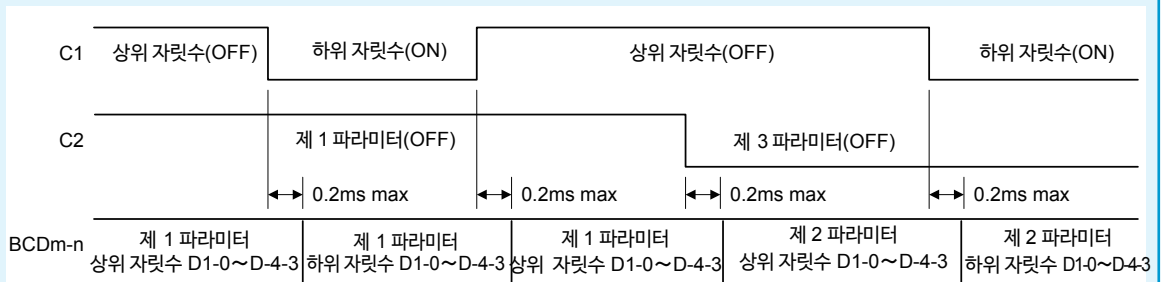 C1 상위 자릿수(OFF) 하위 자릿수(ON) 상위 자릿수(OFF) 하위 자릿수(ON)
C2 제 1 파라미터(OFF) 제 3 파라미터(OFF)
0.2ms max 0.2ms max 0.2ms max 0.2ms max
BCDm-n
제 1 파라미터
상위 자릿수 D1-0～D-4-3
제 1 파라미터
하위 자릿수 D1-0～D-4-3
제 1 파라미터
상위 자릿수 D1-0～D-4-3
제 2 파라미터
상위 자릿수 D1-0～D-4-3
제 2 파라미터
하위 자릿수 D1-0～D-4-3